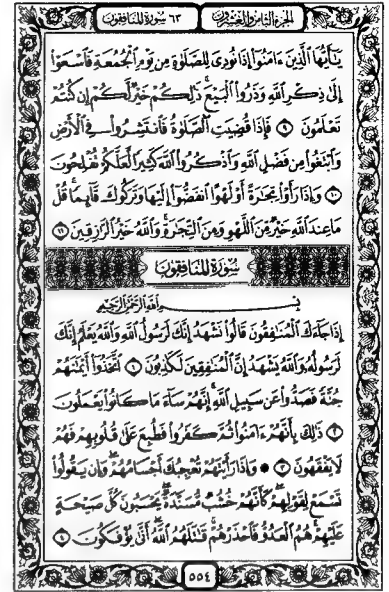 الجزء الثامن والعشرون ٦٣ سورة المنافقون
يَٰٓأَيُّهَا ٱلَّذِينَ ءَامَنُوٓا۟ إِذَا نُودِىَ لِلصَّلَوٰةِ مِن يَوْمِ ٱلْجُمُعَةِ فَٱسْعَوْا۟
إِلَىٰ ذِكْرِ ٱللَّهِ وَذَرُوا۟ ٱلْبَيْعَ ۚ ذَٰلِكُمْ خَيْرٌ لَّكُمْ إِن كُنتُمْ
تَعْلَمُونَ ٩ فَإِذَا قُضِيَتِ ٱلصَّلَوٰةُ فَٱنتَشِرُوا۟ فِى ٱلْأَرْضِ
وَٱبْتَغُوا۟ مِن فَضْلِ ٱللَّهِ وَٱذْكُرُوا۟ ٱللَّهَ كَثِيرًا لَّعَلَّكُمْ تُفْلِحُونَ
١٠ وَإِذَا رَأَوْا۟ تِجَٰرَةً أَوْ لَهْوًا ٱنفَضُّوٓا۟ إِلَيْهَا وَتَرَكُوكَ قَآئِمًا ۚ قُلْ
مَا عِندَ ٱللَّهِ خَيْرٌ مِّنَ ٱللَّهْوِ وَمِنَ ٱلتِّجَٰرَةِ ۚ وَٱللَّهُ خَيْرُ ٱلرَّٰزِقِينَ ١١
سُورَةُ المُنَافِقُونَ
بِسْمِ ٱللَّهِ ٱلرَّحْمَٰنِ ٱلرَّحِيمِ
إِذَا جَآءَكَ ٱلْمُنَٰفِقُونَ قَالُوا۟ نَشْهَدُ إِنَّكَ لَرَسُولُ ٱللَّهِ ۗ وَٱللَّهُ يَعْلَمُ إِنَّكَ
لَرَسُولُهُۥ وَٱللَّهُ يَشْهَدُ إِنَّ ٱلْمُنَٰفِقِينَ لَكَٰذِبُونَ ١ ٱتَّخَذُوٓا۟ أَيْمَٰنَهُمْ
جُنَّةً فَصَدُّوا۟ عَن سَبِيلِ ٱللَّهِ ۚ إِنَّهُمْ سَآءَ مَا كَانُوا۟ يَعْمَلُونَ
٢ ذَٰلِكَ بِأَنَّهُمْ ءَامَنُوا۟ ثُمَّ كَفَرُوا۟ فَطُبِعَ عَلَىٰ قُلُوبِهِمْ فَهُمْ
لَا يَفْقَهُونَ ٣ ۞ وَإِذَا رَأَيْتَهُمْ تُعْجِبُكَ أَجْسَامُهُمْ ۖ وَإِن يَقُولُوا۟
تَسْمَعْ لِقَوْلِهِمْ ۖ كَأَنَّهُمْ خُشُبٌ مُّسَنَّدَةٌ ۖ يَحْسَبُونَ كُلَّ صَيْحَةٍ
عَلَيْهِمْ ۚ هُمُ ٱلْعَدُوُّ فَٱحْذَرْهُمْ ۚ قَٰتَلَهُمُ ٱللَّهُ ۖ أَنَّىٰ يُؤْفَكُونَ ٤
٥٥٤